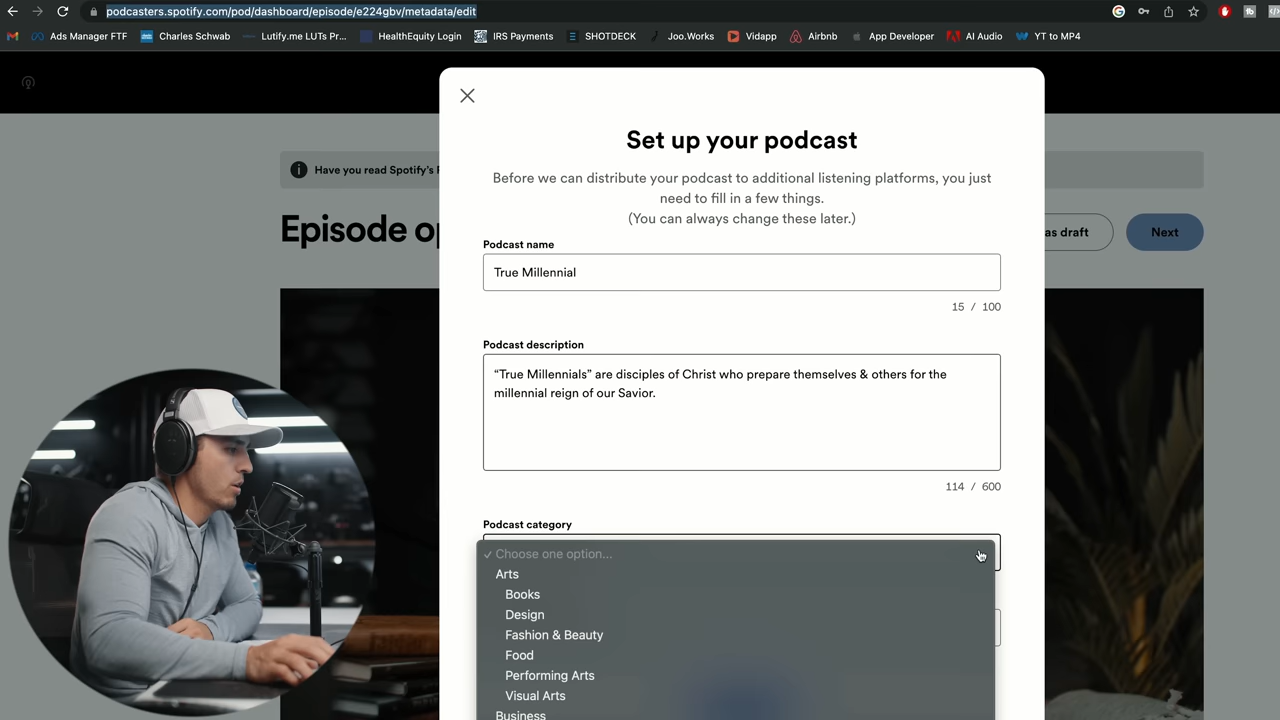 podcasters.spotify.com/pod/dashboard/episode/e224gbv/metadata/edit
Ads Manager FTF
Charles Schwab
Lutify.me LUTs Pr...
HealthEquity Login
IRS Payments
SHOTDECK
Joo.Works
Vidapp
Airbnb
App Developer
AI Audio
YT to MP4
Set up your podcast
Before we can distribute your podcast to additional listening platforms, you just
need to fill in a few things.
(You can always change these later.)
Have you read Spotify's
Episode
as draft
Next
Podcast name
True Millennial
15 / 100
Podcast description
“True Millennials” are disciples of Christ who prepare themselves & others for the
millennial reign of our Savior.
114 / 600
Podcast category
✓ Choose one option...
Arts
Books
Design
Fashion & Beauty
Food
Performing Arts
Visual Arts
Business